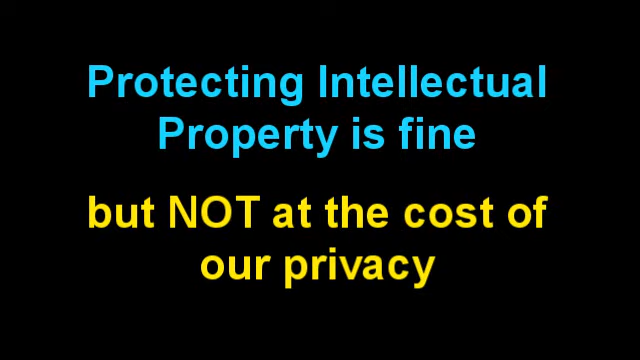 Protecting Intellectual
Property is fine
but NOT at the cost of
our privacy